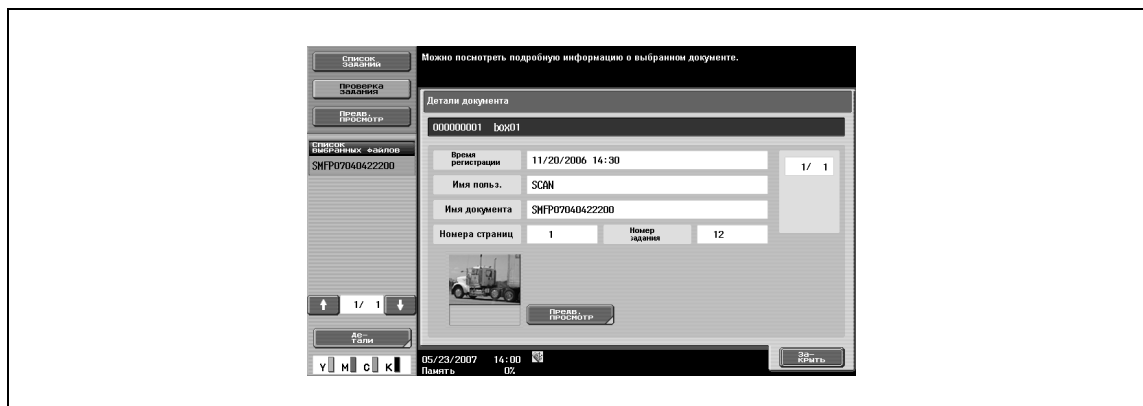 Список
заданий
Проверка
задания
Предв.
просмотр
Список
выбранных файлов
SMFP07040422200
1/ 1
Де-
тали
Y M C K
Можно посмотреть подробную информацию о выбранном документе.
Детали документа
000000001 box01
Время
регистрации
11/20/2006 14:30
Имя польз.
SCAN
Имя документа
SMFP07040422200
Номера страниц
1
Номер
задания
12
1/ 1
Предв.
просмотр
05/23/2007 14:00
Память 0%
За-
крыть